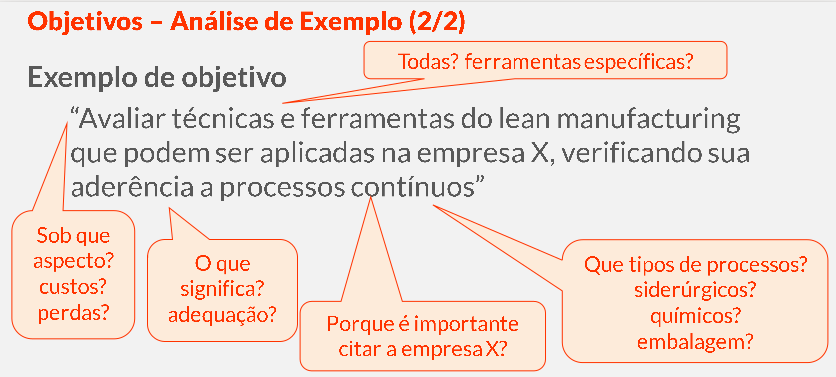 Objetivos – Análise de Exemplo (2/2)
Todas? ferramentas específicas?
Exemplo de objetivo
“Avaliar técnicas e ferramentas do lean manufacturing
que podem ser aplicadas na empresa X, verificando sua
aderência a processos contínuos”
Sob que
aspecto?
custos?
perdas?
O que
significa?
adequação?
Porque é importante
citar a empresa X?
Que tipos de processos?
siderúrgicos?
químicos?
embalagem?